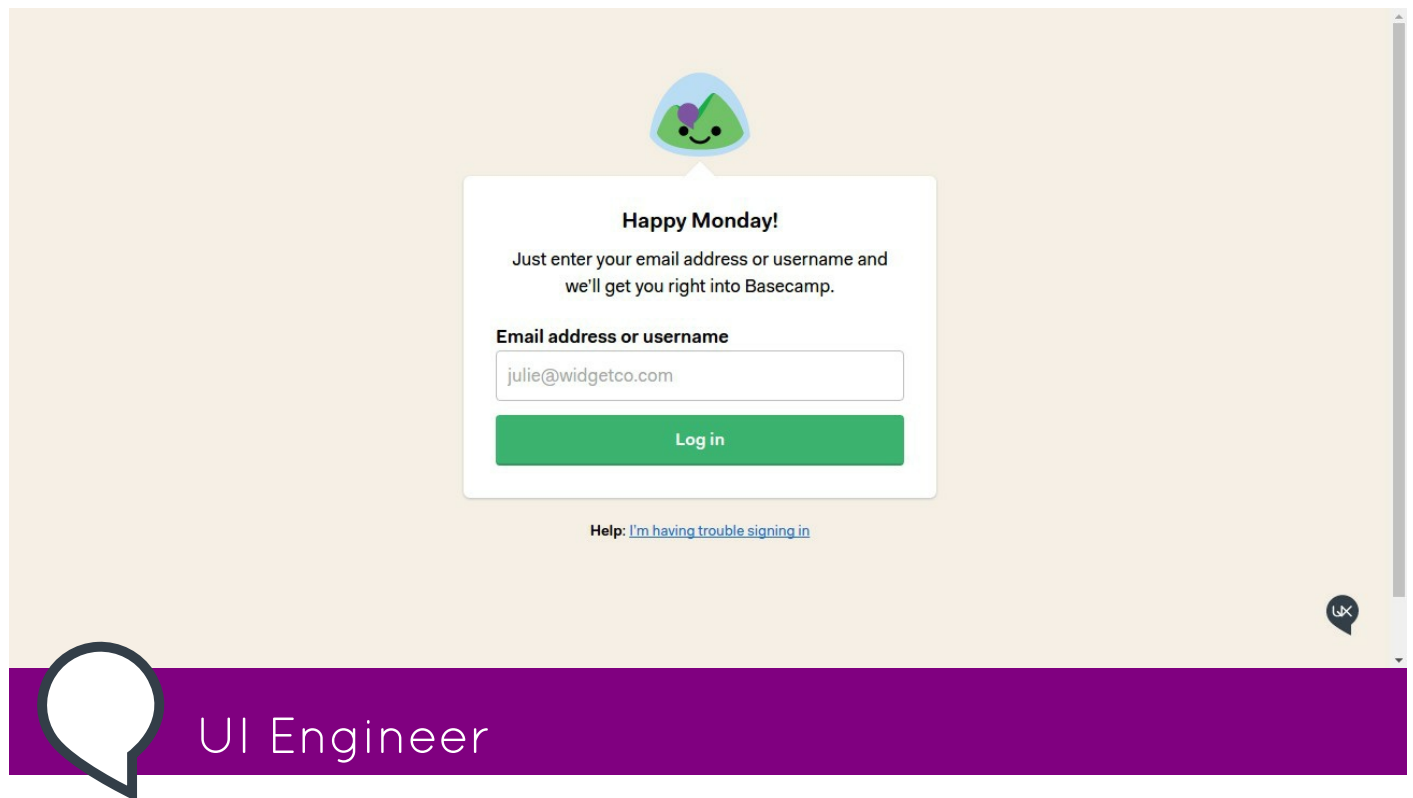 Happy Monday!
Just enter your email address or username and
we'll get you right into Basecamp.
Email address or username
julie@widgetco.com
Log in
Help: I'm having trouble signing in
UX
UI Engineer